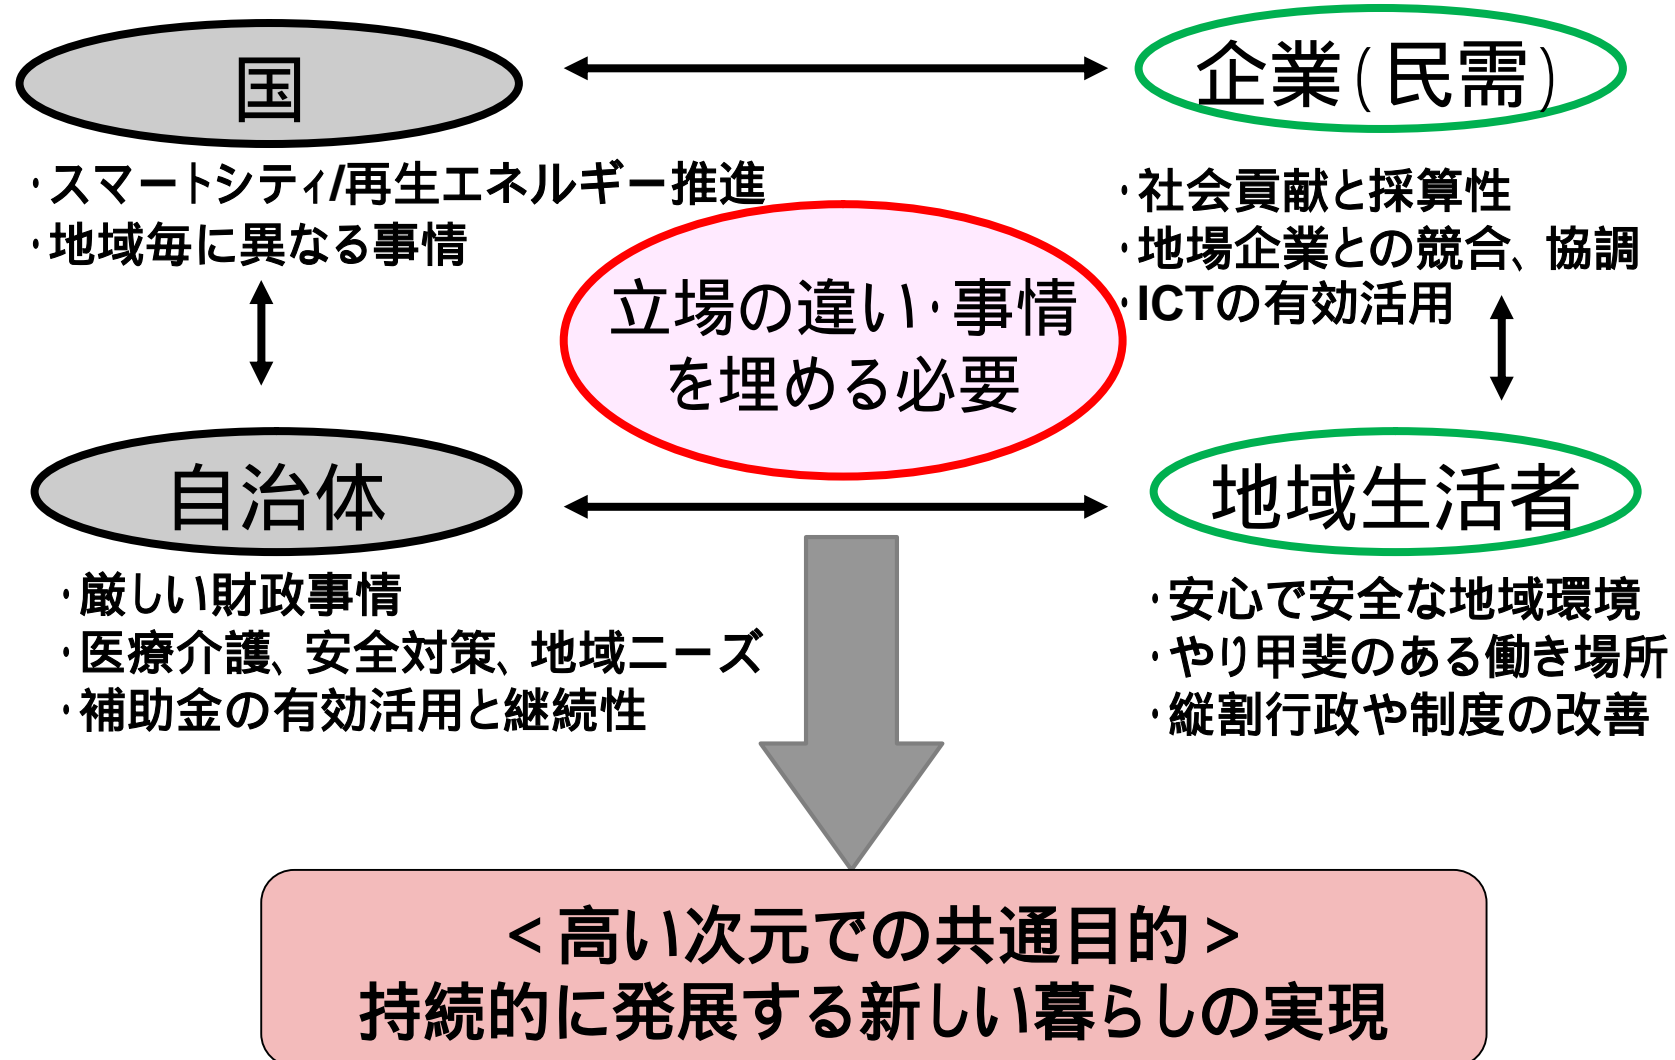 国
・スマートシティ/再生エネルギー推進
・地域毎に異なる事情
企業(民需)
・社会貢献と採算性
・地場企業との競合、協調
・ICTの有効活用
立場の違い・事情
を埋める必要
自治体
・厳しい財政事情
・医療介護、安全対策、地域ニーズ
・補助金の有効活用と継続性
地域生活者
・安心で安全な地域環境
・やり甲斐のある働き場所
・縦割行政や制度の改善
<高い次元での共通目的>
持続的に発展する新しい暮らしの実現